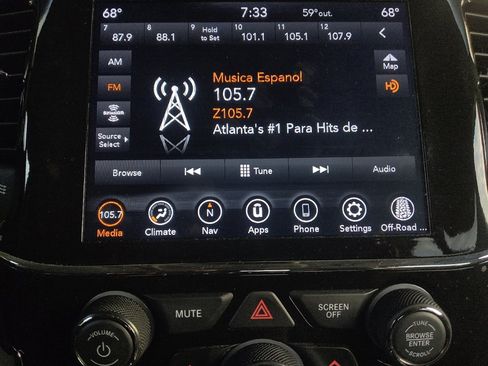 68° 7:33 59°out. 68°
7 8 9 10 11 12
87.9 88.1 Hold to Set 101.1 105.1 107.9
AM
Map
FM
HD
Musica Espanol
105.7
Z105.7
Atlanta's #1 Para Hits de ...
Source
Select
Browse Tune Audio
105.7 N U
Media Climate Nav Apps Phone Settings Off-Road ...
MUTE
SCREEN
OFF
VOLUME
TUNE
BROWSE
ENTER
SCROLL